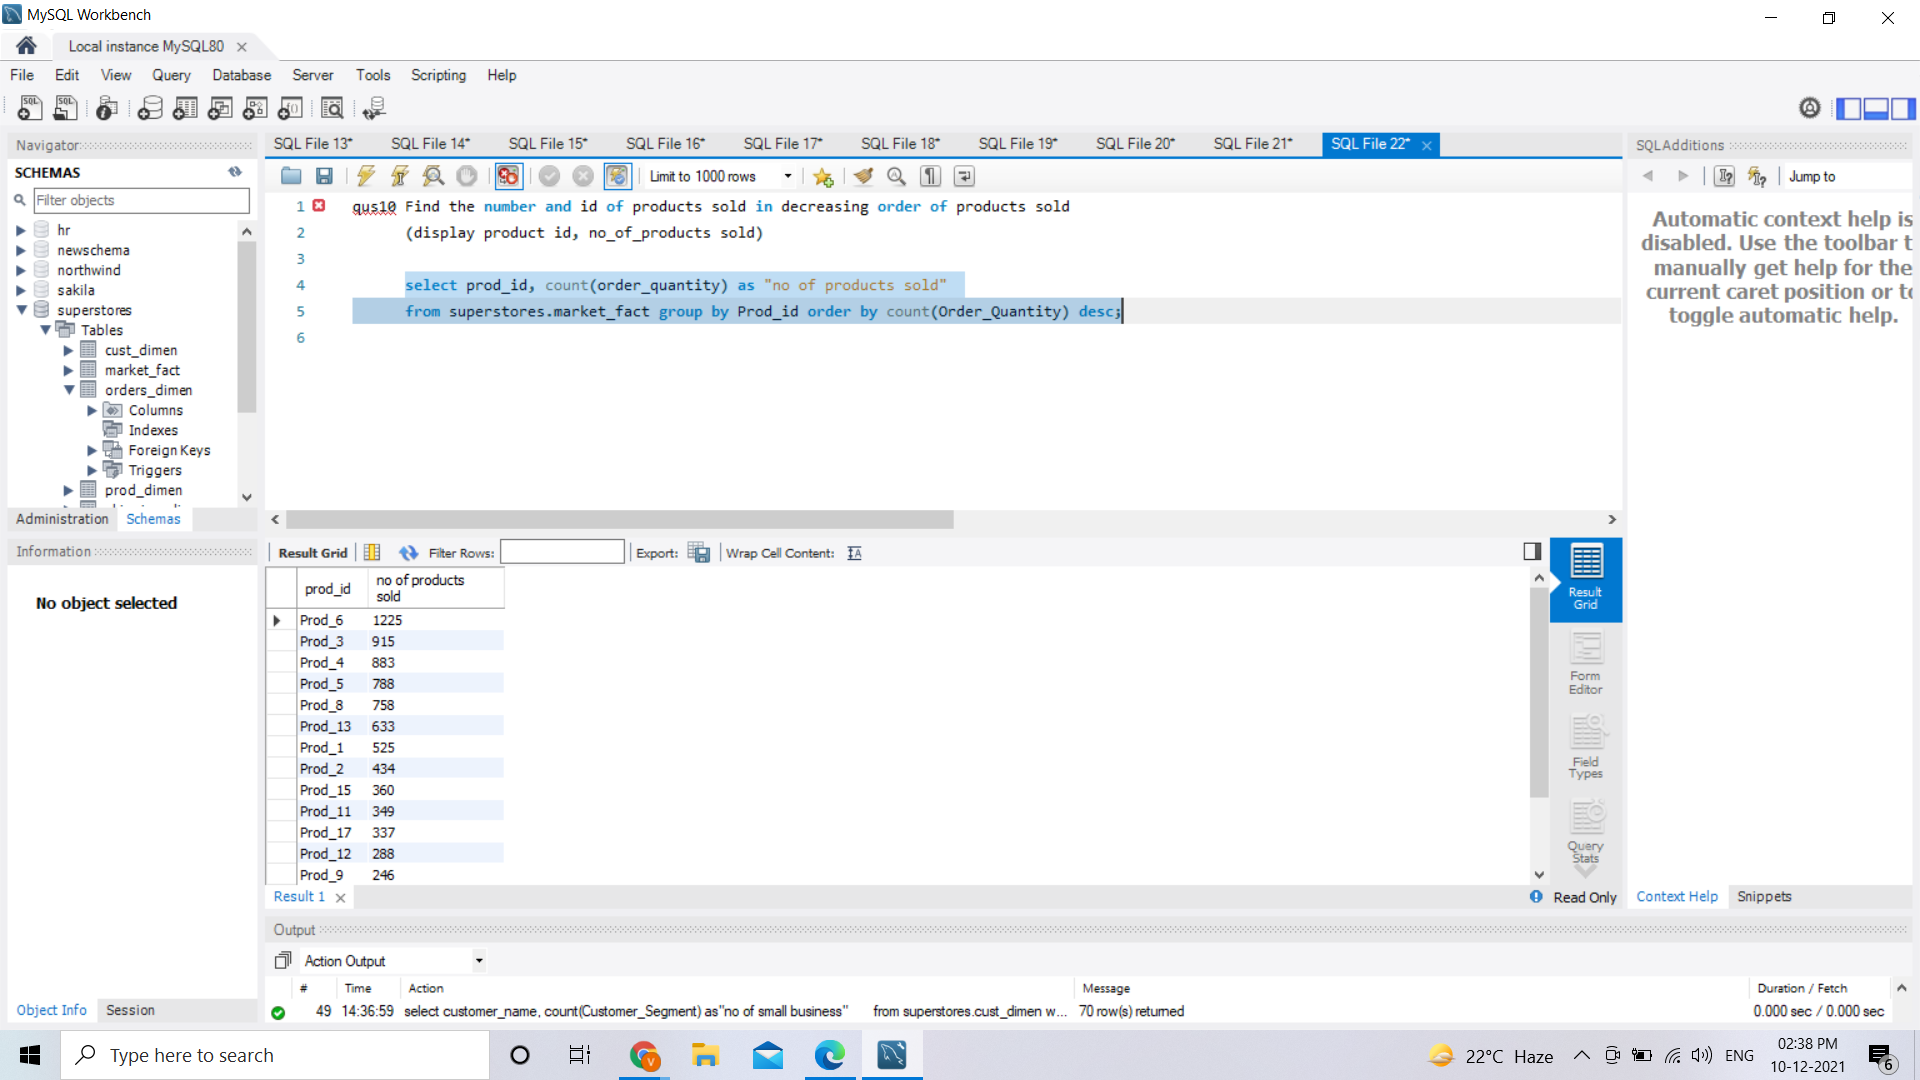 MySQL Workbench
Local instance MySQL80
File Edit View Query Database Server Tools Scripting Help
Navigator
SCHEMAS
Filter objects
hr
newschema
northwind
sakila
superstores
Tables
cust_dimen
market_fact
orders_dimen
Columns
Indexes
Foreign Keys
Triggers
prod_dimen
Administration Schemas
Information
No object selected
Object Info Session
SQL File 13* SQL File 14* SQL File 15* SQL File 16* SQL File 17* SQL File 18* SQL File 19* SQL File 20* SQL File 21* SQL File 22*
Limit to 1000 rows
1 qus10 Find the number and id of products sold in decreasing order of products sold
2 (display product id, no_of_products sold)
3
4 select prod_id, count(order_quantity) as "no of products sold"
5 from superstores.market_fact group by Prod_id order by count(Order_Quantity) desc;
6
Result Grid Filter Rows: Export: Wrap Cell Content:
prod_id no of products sold
Prod_6 1225
Prod_3 915
Prod_4 883
Prod_5 788
Prod_8 758
Prod_13 633
Prod_1 525
Prod_2 434
Prod_15 360
Prod_11 349
Prod_17 337
Prod_12 288
Prod_9 246
Result Grid
Form Editor
Field Types
Query Stats
Result 1 Read Only
SQLAdditions
Jump to
Automatic context help is
disabled. Use the toolbar t
manually get help for the
current caret position or to
toggle automatic help.
Context Help Snippets
Output
Action Output
# Time Action Message Duration / Fetch
49 14:36:59 select customer_name, count(Customer_Segment) as"no of small business" from superstores.cust_dimen w... 70 row(s) returned 0.000 sec / 0.000 sec
Type here to search
22°C Haze
ENG
02:38 PM
10-12-2021
6